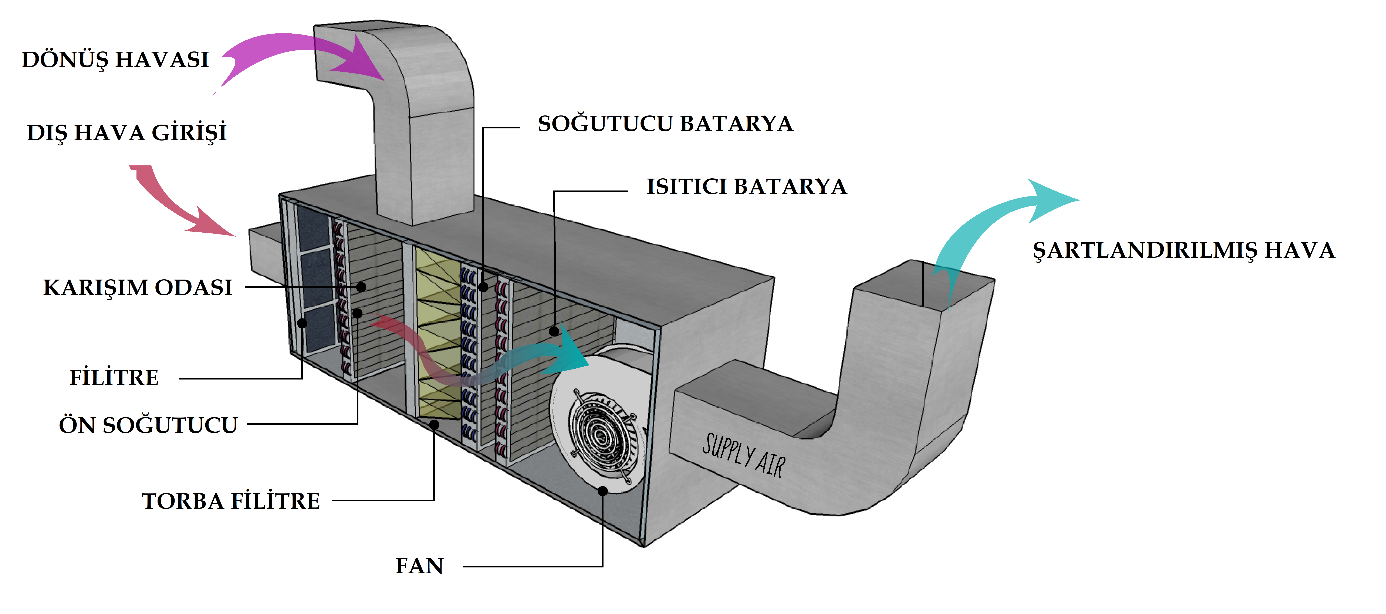 DÖNÜŞ HAVASI
DIŞ HAVA GİRİŞİ
SOĞUTUCU BATARYA
ISITICI BATARYA
ŞARTLANDIRILMIŞ HAVA
KARIŞIM ODASI
FİLİTRE
ÖN SOĞUTUCU
SUPPLY AIR
TORBA FİLİTRE
FAN